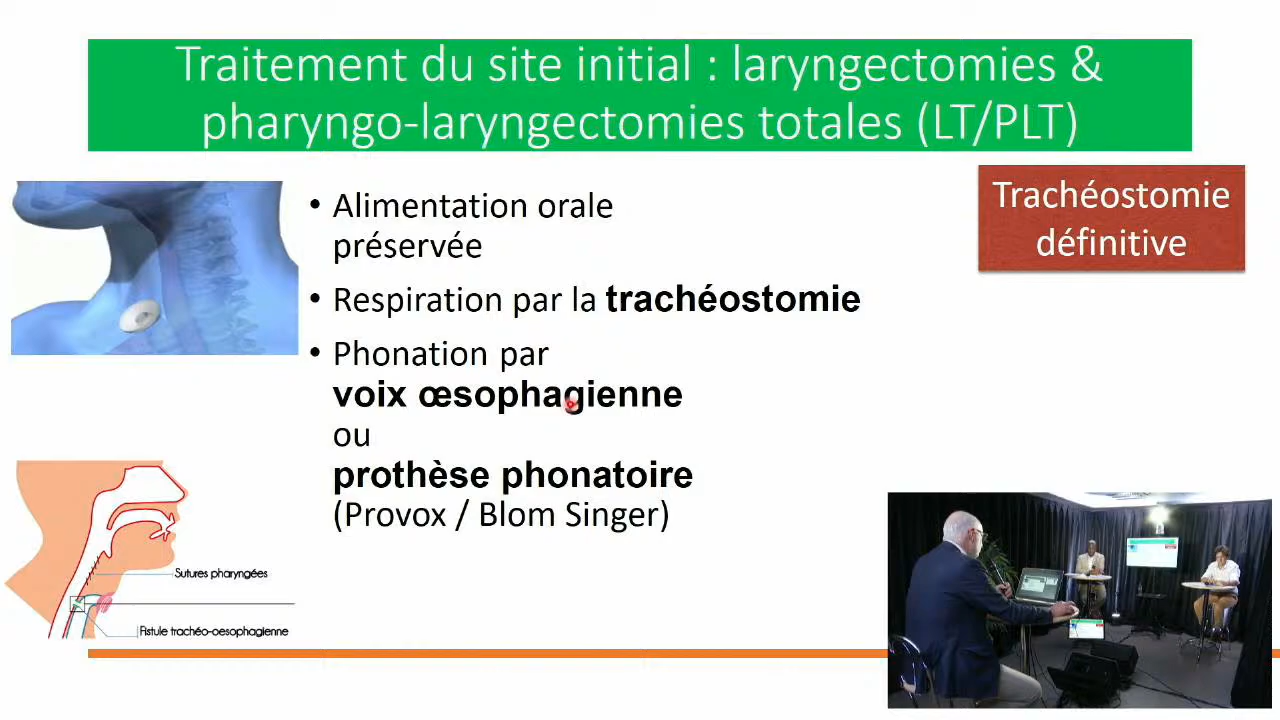 Traitement du site initial : laryngectomies &
pharyngo-laryngectomies totales (LT/PLT)
Trachéostomie
définitive
• Alimentation orale
préservée
• Respiration par la trachéostomie
• Phonation par
voix œsophagienne
ou
prothèse phonatoire
(Provox / Blom Singer)
Sutures pharyngées
Fistule trachéo-oesophagienne